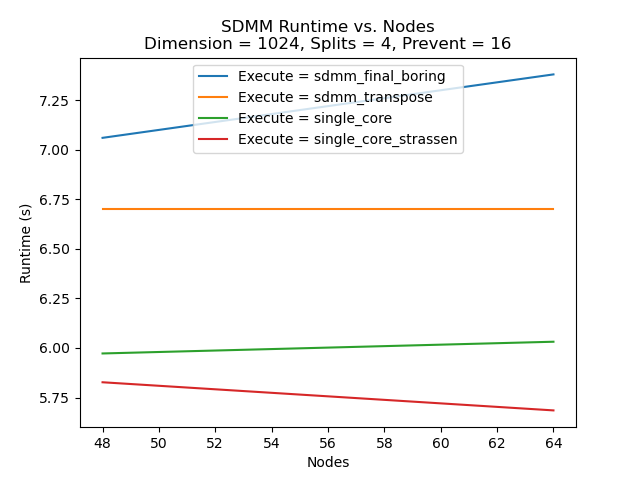 SDMM Runtime vs. Nodes
Dimension = 1024, Splits = 4, Prevent = 16
Execute = sdmm_final_boring
Execute = sdmm_transpose
Execute = single_core
Execute = single_core_strassen
Runtime (s)
7.25
7.00
6.75
6.50
6.25
6.00
5.75
48 50 52 54 56 58 60 62 64
Nodes